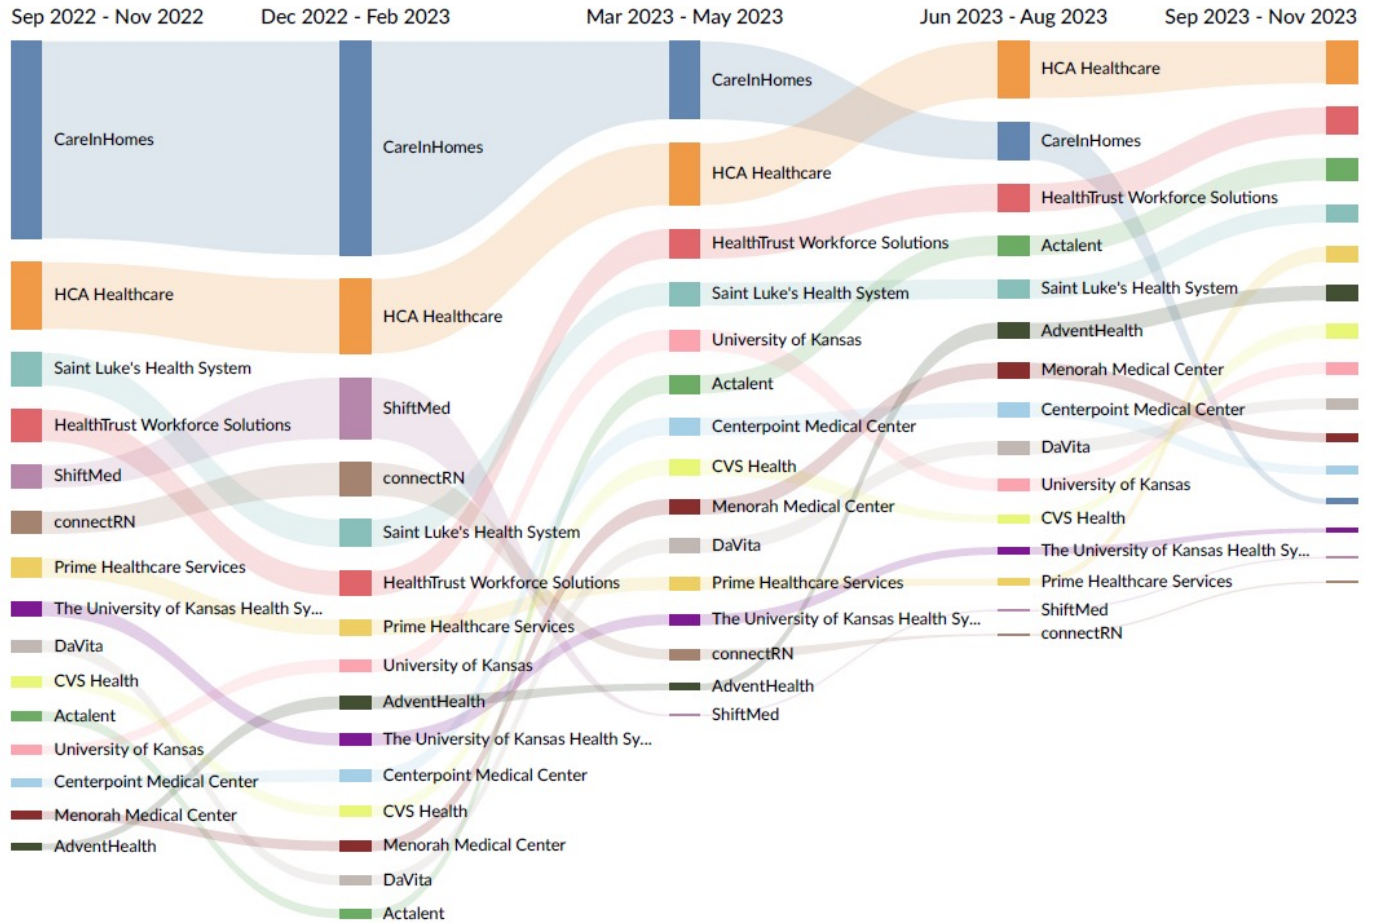 Sep 2022 - Nov 2022
Dec 2022 - Feb 2023
Mar 2023 - May 2023
Jun 2023 - Aug 2023
Sep 2023 - Nov 2023
CareInHomes
HCA Healthcare
Saint Luke's Health System
HealthTrust Workforce Solutions
ShiftMed
connectRN
Prime Healthcare Services
The University of Kansas Health Sy...
DaVita
CVS Health
Actalent
University of Kansas
Centerpoint Medical Center
Menorah Medical Center
AdventHealth
CareInHomes
HCA Healthcare
ShiftMed
connectRN
Saint Luke's Health System
HealthTrust Workforce Solutions
Prime Healthcare Services
University of Kansas
AdventHealth
The University of Kansas Health Sy...
Centerpoint Medical Center
CVS Health
Menorah Medical Center
DaVita
Actalent
CareInHomes
HCA Healthcare
HealthTrust Workforce Solutions
Saint Luke's Health System
University of Kansas
Actalent
Centerpoint Medical Center
CVS Health
Menorah Medical Center
DaVita
Prime Healthcare Services
The University of Kansas Health Sy...
connectRN
AdventHealth
ShiftMed
HCA Healthcare
CareInHomes
HealthTrust Workforce Solutions
Actalent
Saint Luke's Health System
AdventHealth
Menorah Medical Center
Centerpoint Medical Center
DaVita
University of Kansas
CVS Health
The University of Kansas Health Sy...
Prime Healthcare Services
ShiftMed
connectRN